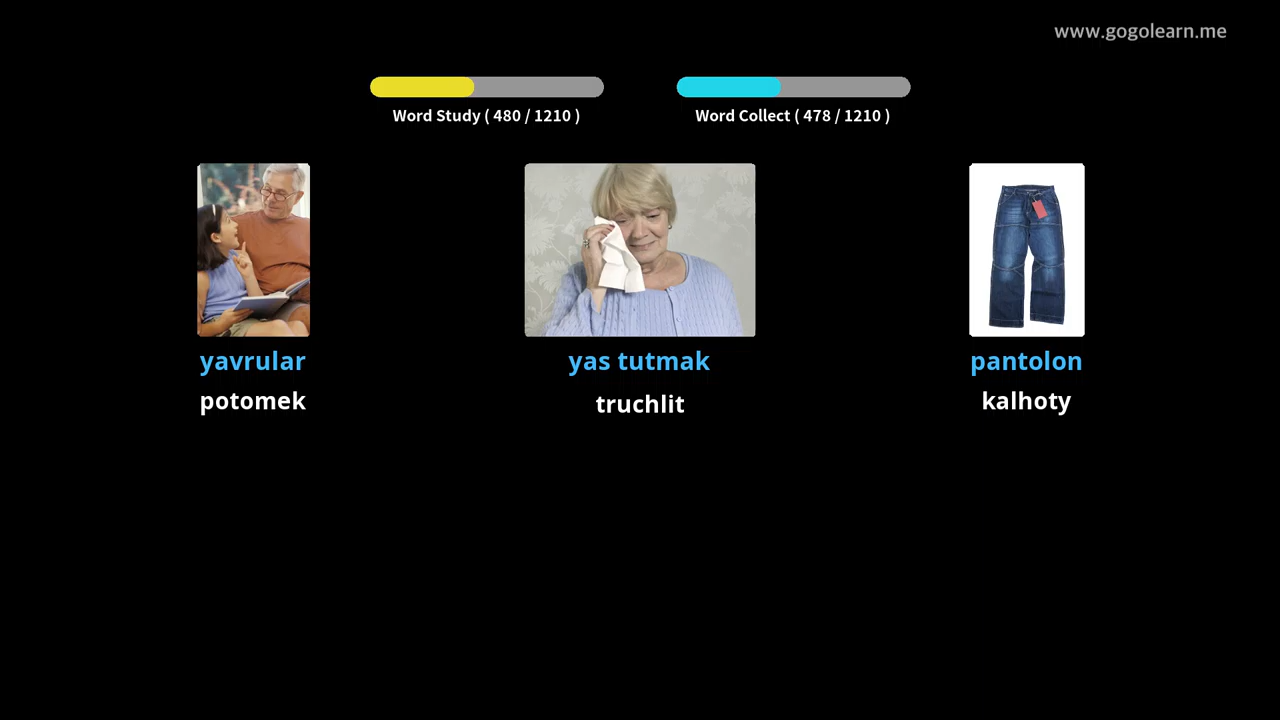 www.gogolearn.me
Word Study ( 480 / 1210 )
Word Collect ( 478 / 1210 )
yavrular
potomek
yas tutmak
truchlit
pantolon
kalhoty